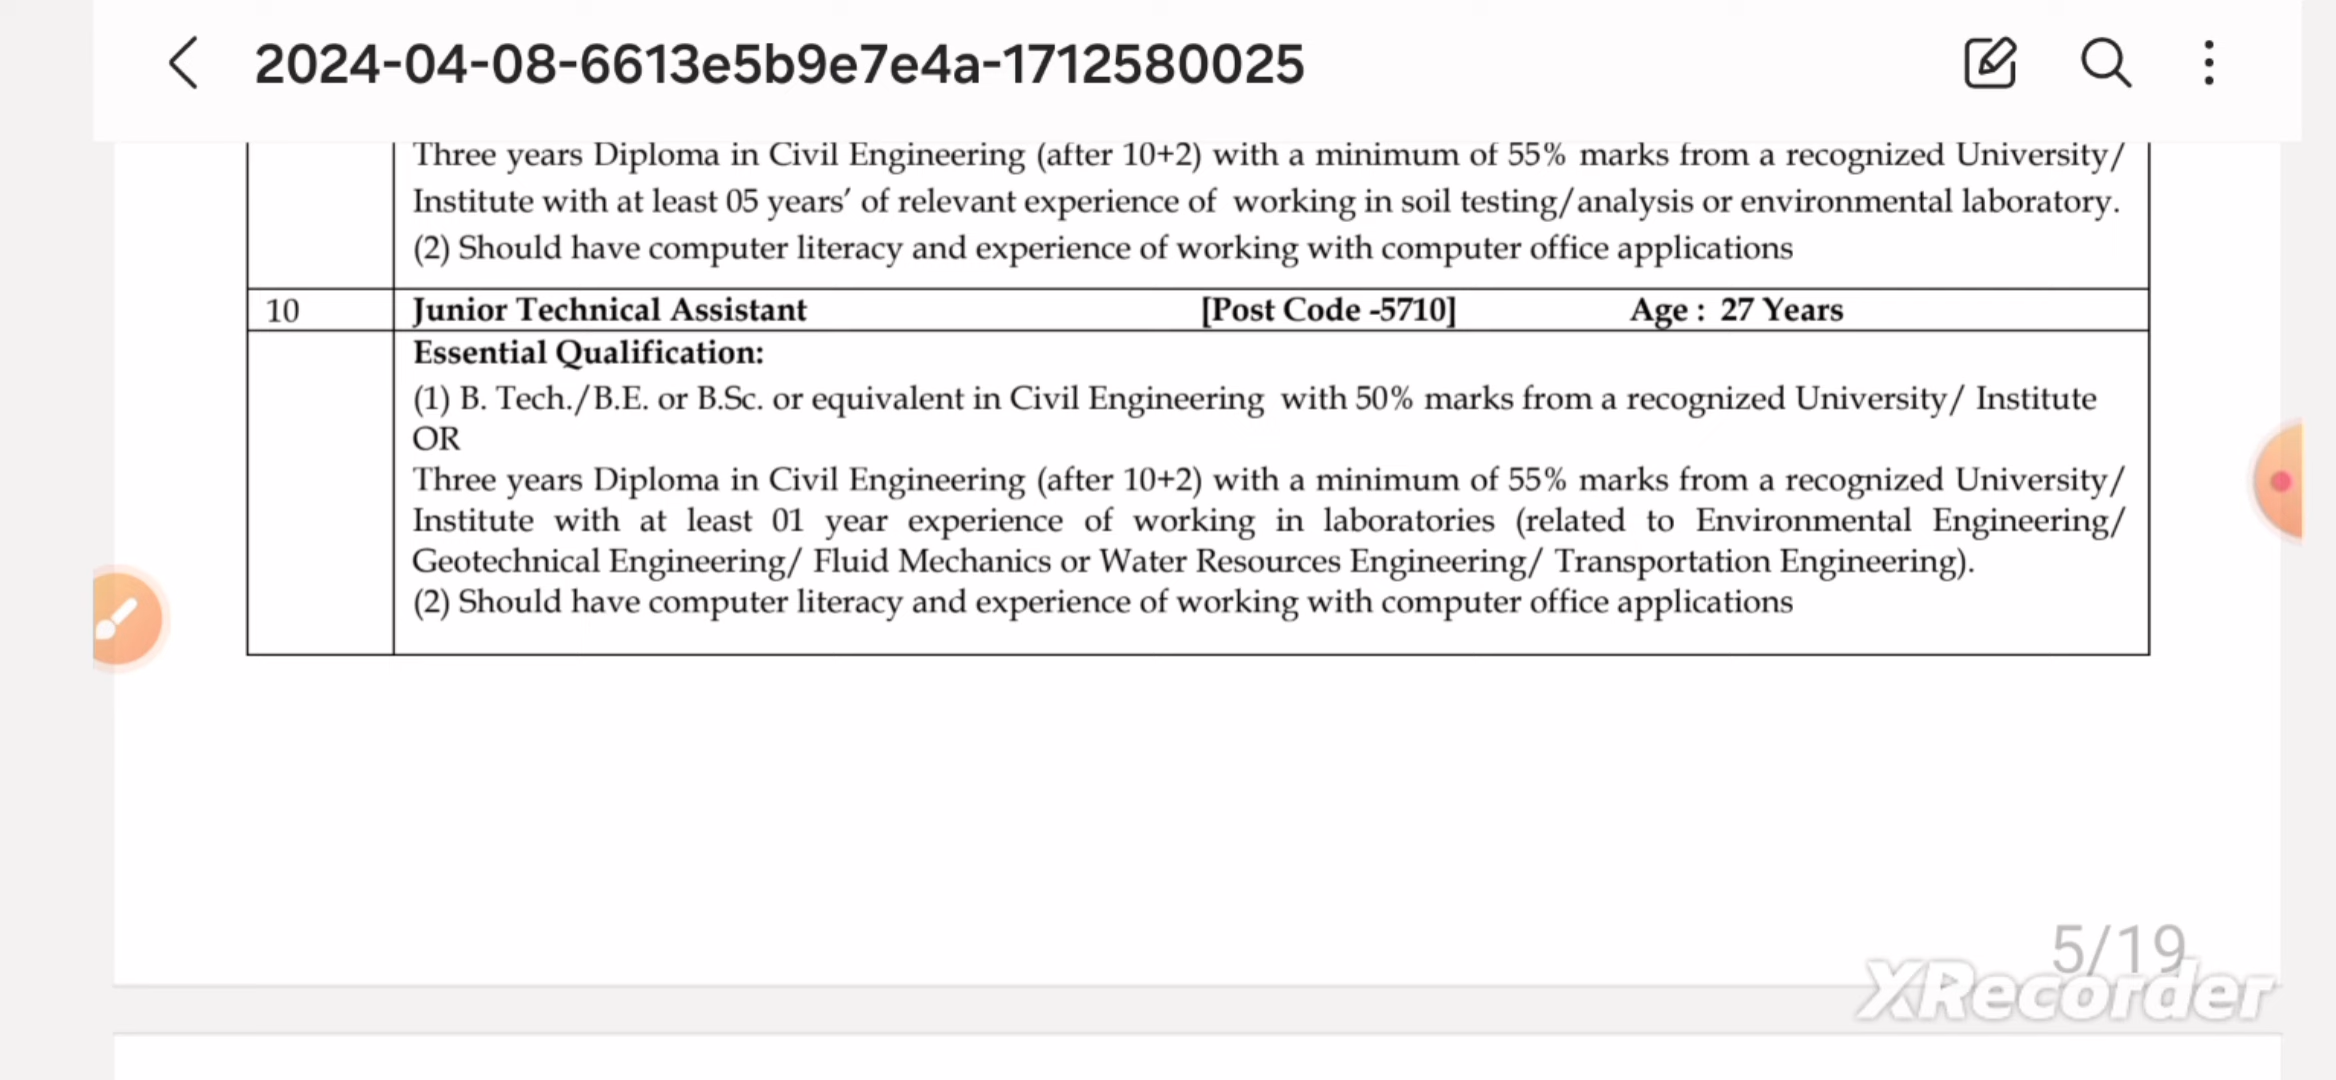 2024-04-08-6613e5b9e7e4a-1712580025
Three years Diploma in Civil Engineering (after 10+2) with a minimum of 55% marks from a recognized University/
Institute with at least 05 years’ of relevant experience of working in soil testing/analysis or environmental laboratory.
(2) Should have computer literacy and experience of working with computer office applications
10 Junior Technical Assistant [Post Code -5710] Age : 27 Years
Essential Qualification:
(1) B. Tech./B.E. or B.Sc. or equivalent in Civil Engineering with 50% marks from a recognized University/ Institute
OR
Three years Diploma in Civil Engineering (after 10+2) with a minimum of 55% marks from a recognized University/
Institute with at least 01 year experience of working in laboratories (related to Environmental Engineering/
Geotechnical Engineering/ Fluid Mechanics or Water Resources Engineering/ Transportation Engineering).
(2) Should have computer literacy and experience of working with computer office applications
5/19
XRecorder